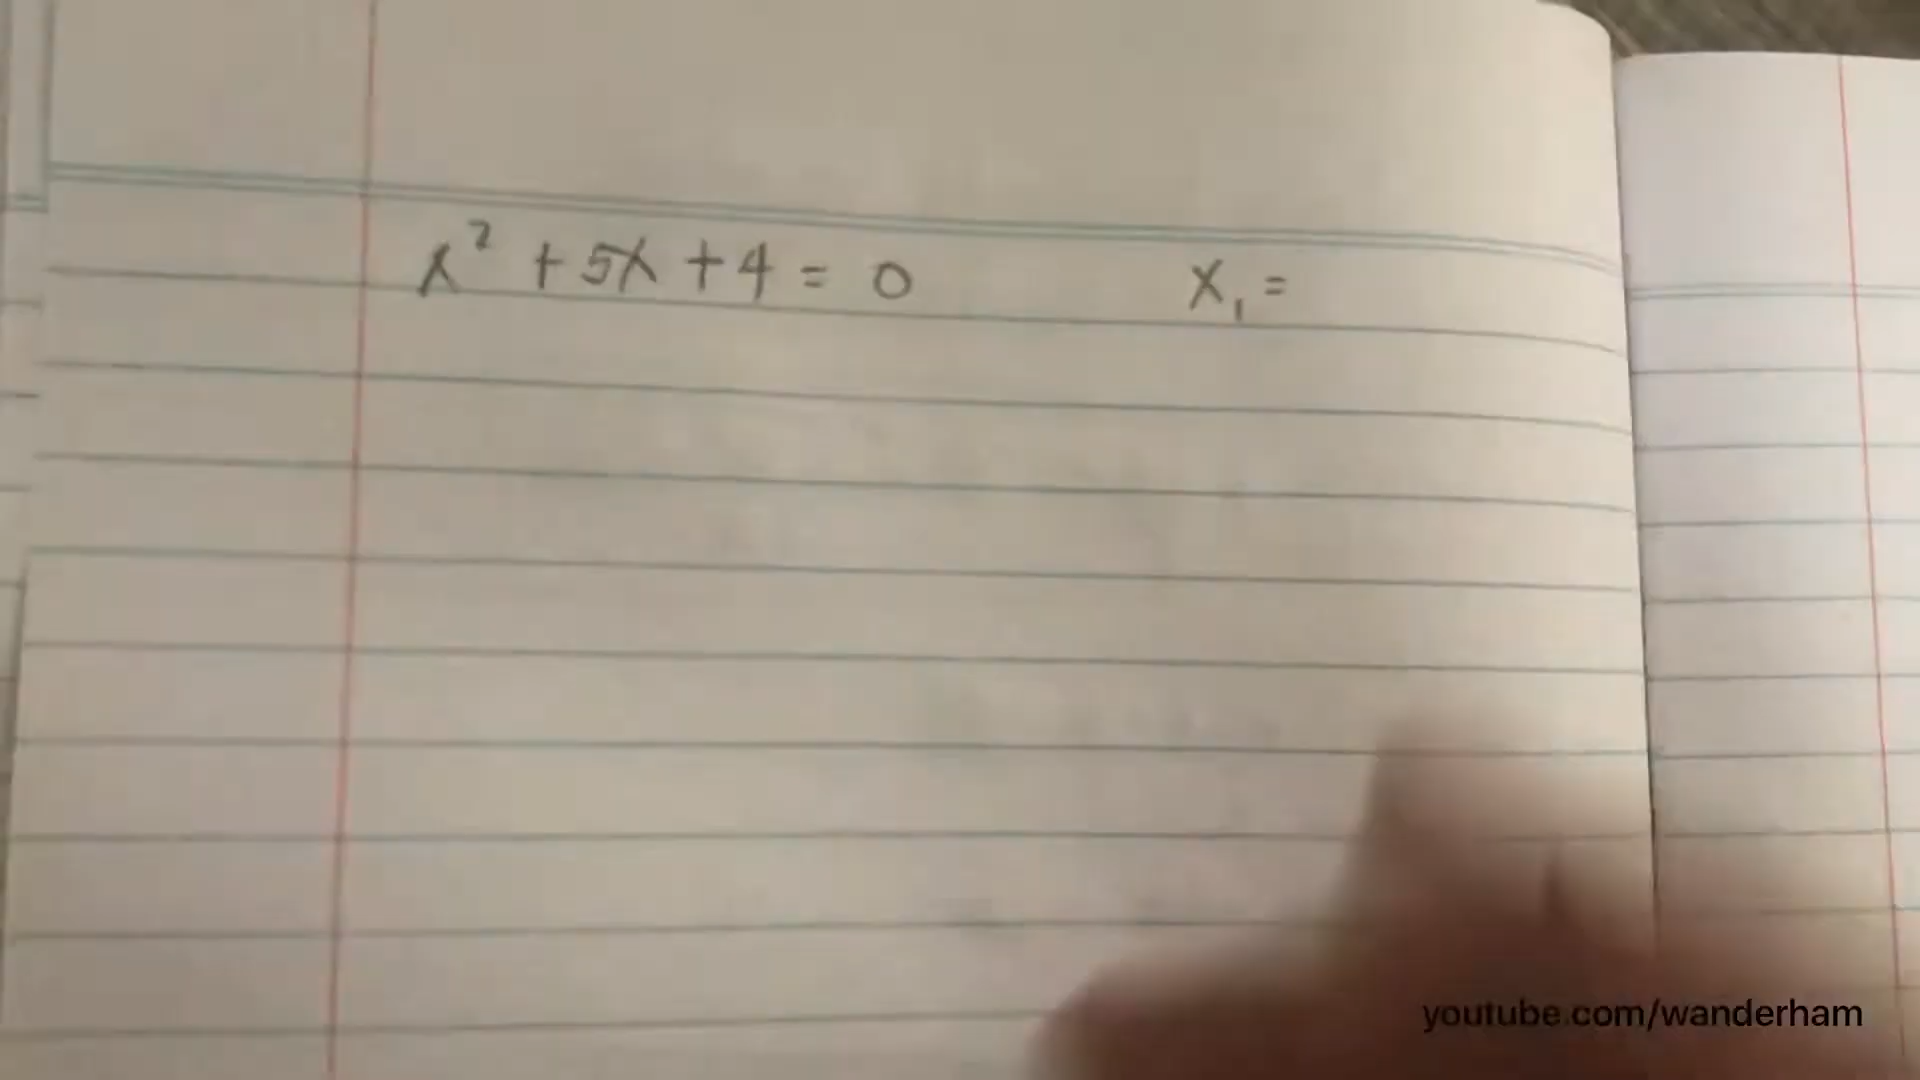 x² + 5x + 4 = 0 x₁ =
youtube.com/wanderham